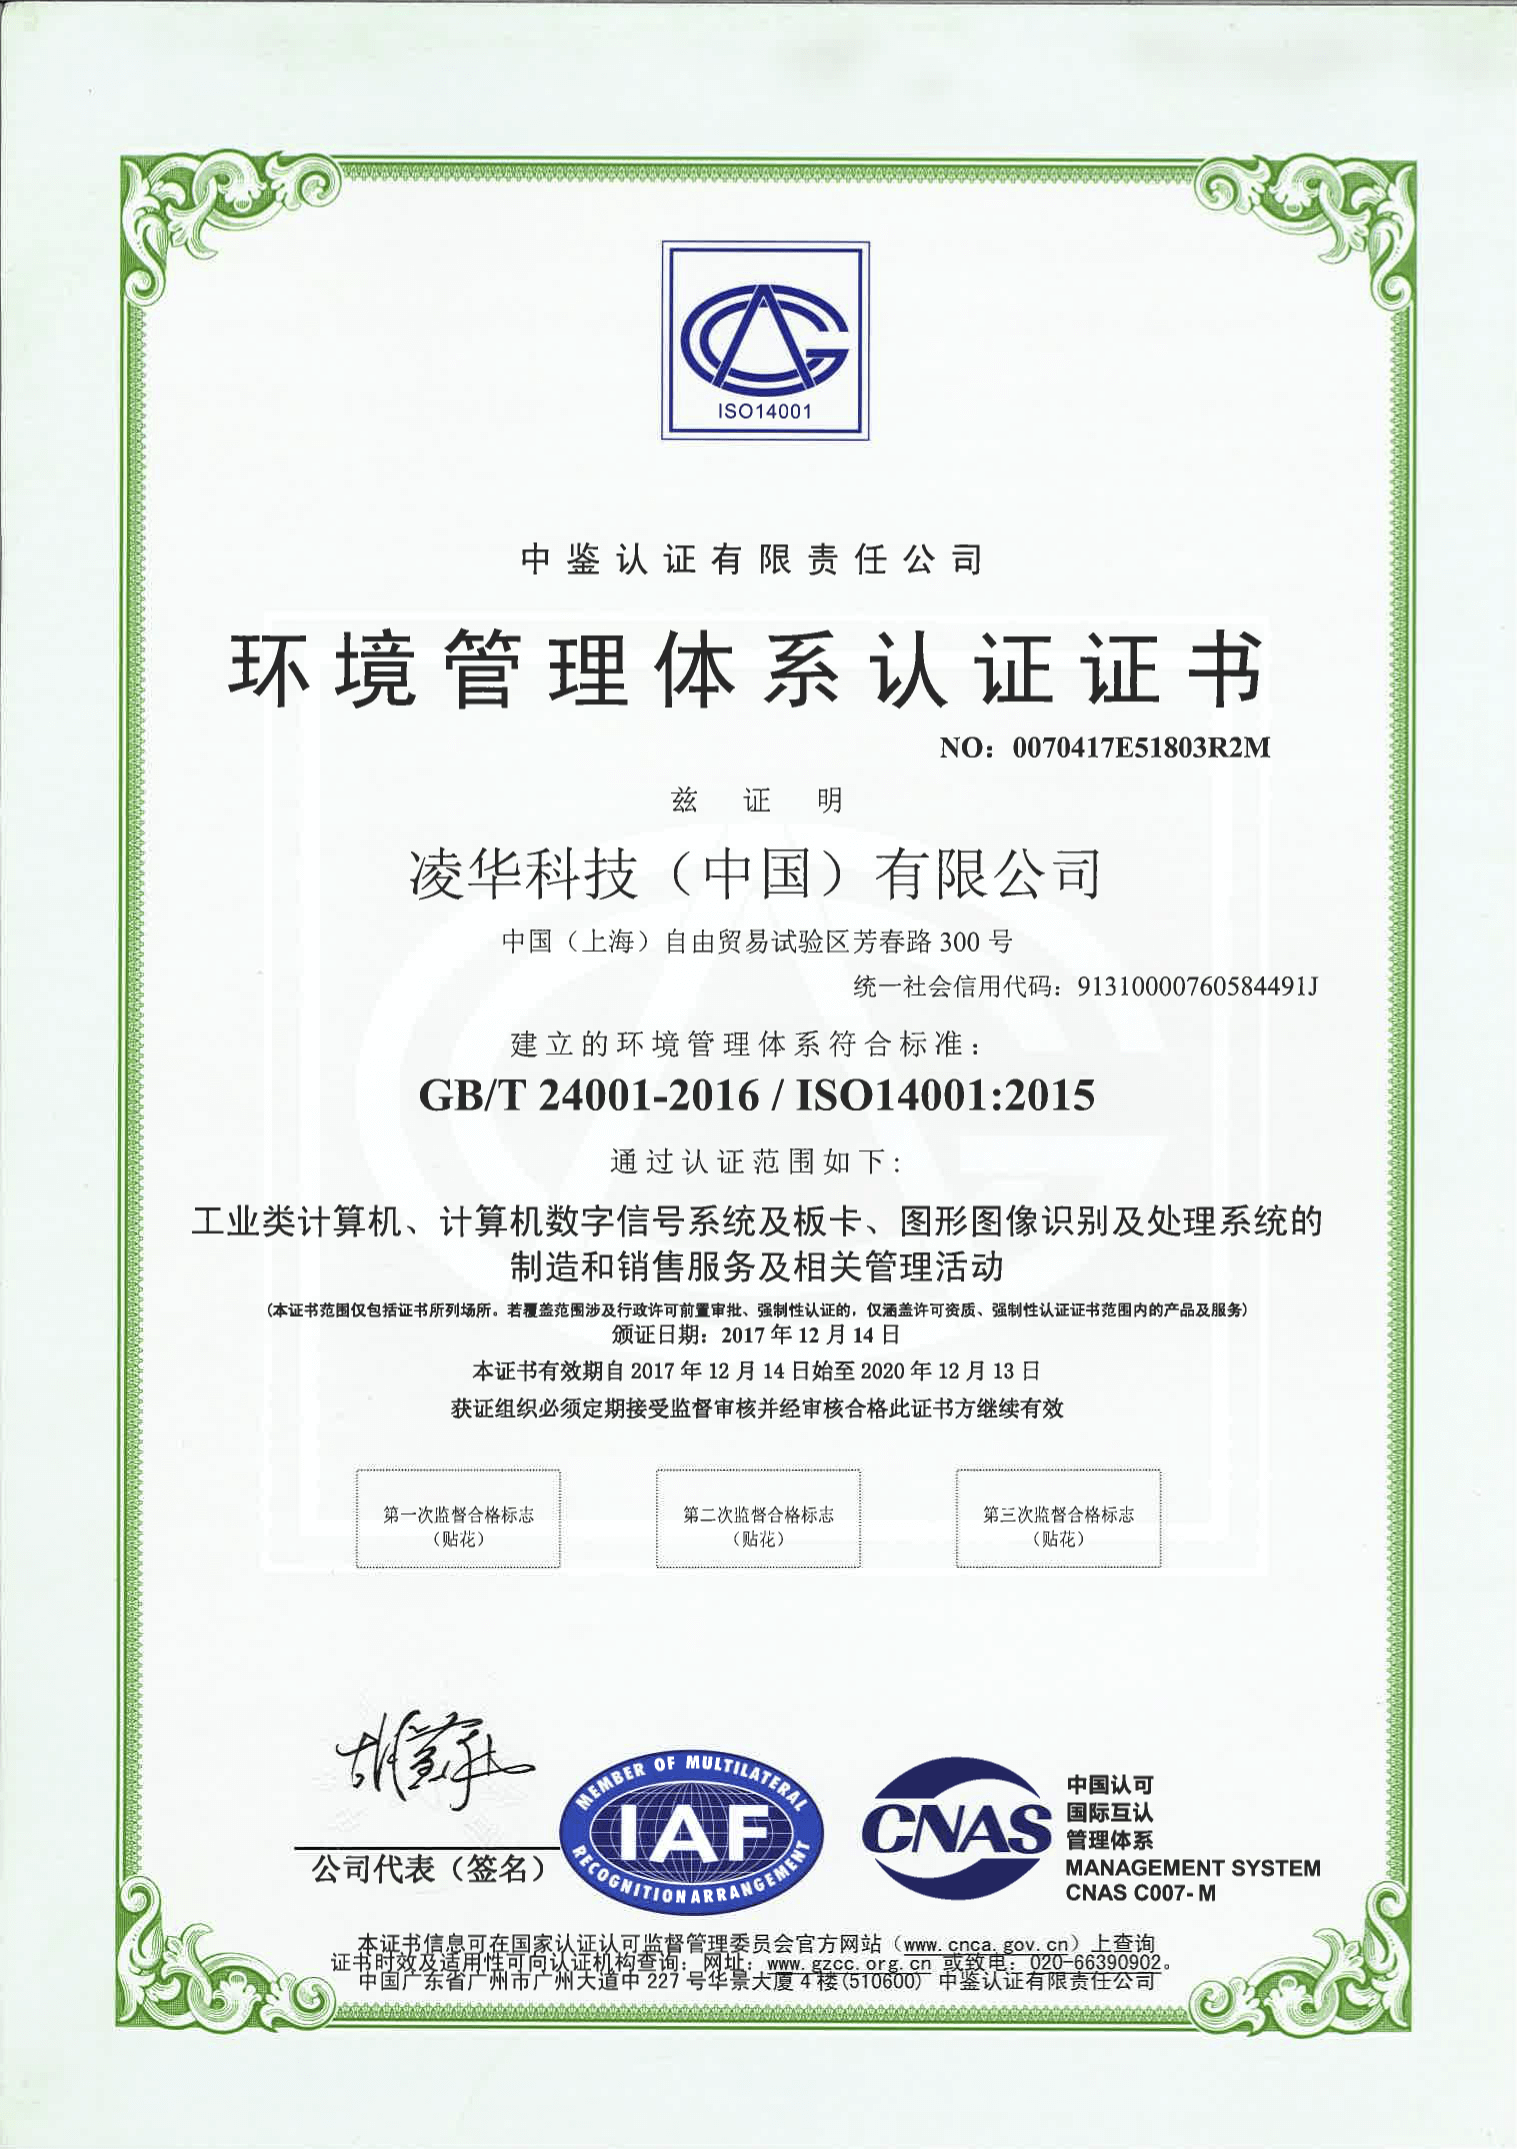 ISO14001
中鉴认证有限责任公司
环境管理体系认证证书
NO：0070417E51803R2M
兹 证 明
凌华科技（中国）有限公司
中国（上海）自由贸易试验区芳春路 300 号
统一社会信用代码：91310000760584491J
建立的环境管理体系符合标准：
GB/T 24001-2016 / ISO14001:2015
通过认证范围如下：
工业类计算机、计算机数字信号系统及板卡、图形图像识别及处理系统的
制造和销售服务及相关管理活动
（本证书范围仅包括证书所列场所。若覆盖范围涉及行政许可前置审批、强制性认证的，仅涵盖许可资质、强制性认证证书范围内的产品及服务）
颁证日期：2017 年 12 月 14 日
本证书有效期自 2017 年 12 月 14 日始至 2020 年 12 月 13 日
获证组织必须定期接受监督审核并经审核合格此证书方继续有效
第一次监督合格标志
（贴花）
第二次监督合格标志
（贴花）
第三次监督合格标志
（贴花）
公司代表（签名）
MEMBER OF MULTILATERAL
IAF
RECOGNITION ARRANGEMENT
CNAS
中国认可
国际互认
管理体系
MANAGEMENT SYSTEM
CNAS C007-M
本证书信息可在国家认证认可监督管理委员会官方网站（www.cnca.gov.cn）上查询
证书时效及适用性可向认证机构查询：网址：www.gzcc.org.cn 或致电：020-66390902。
中国广东省广州市广州大道中 227 号华景大厦 4 楼(510600) 中鉴认证有限责任公司